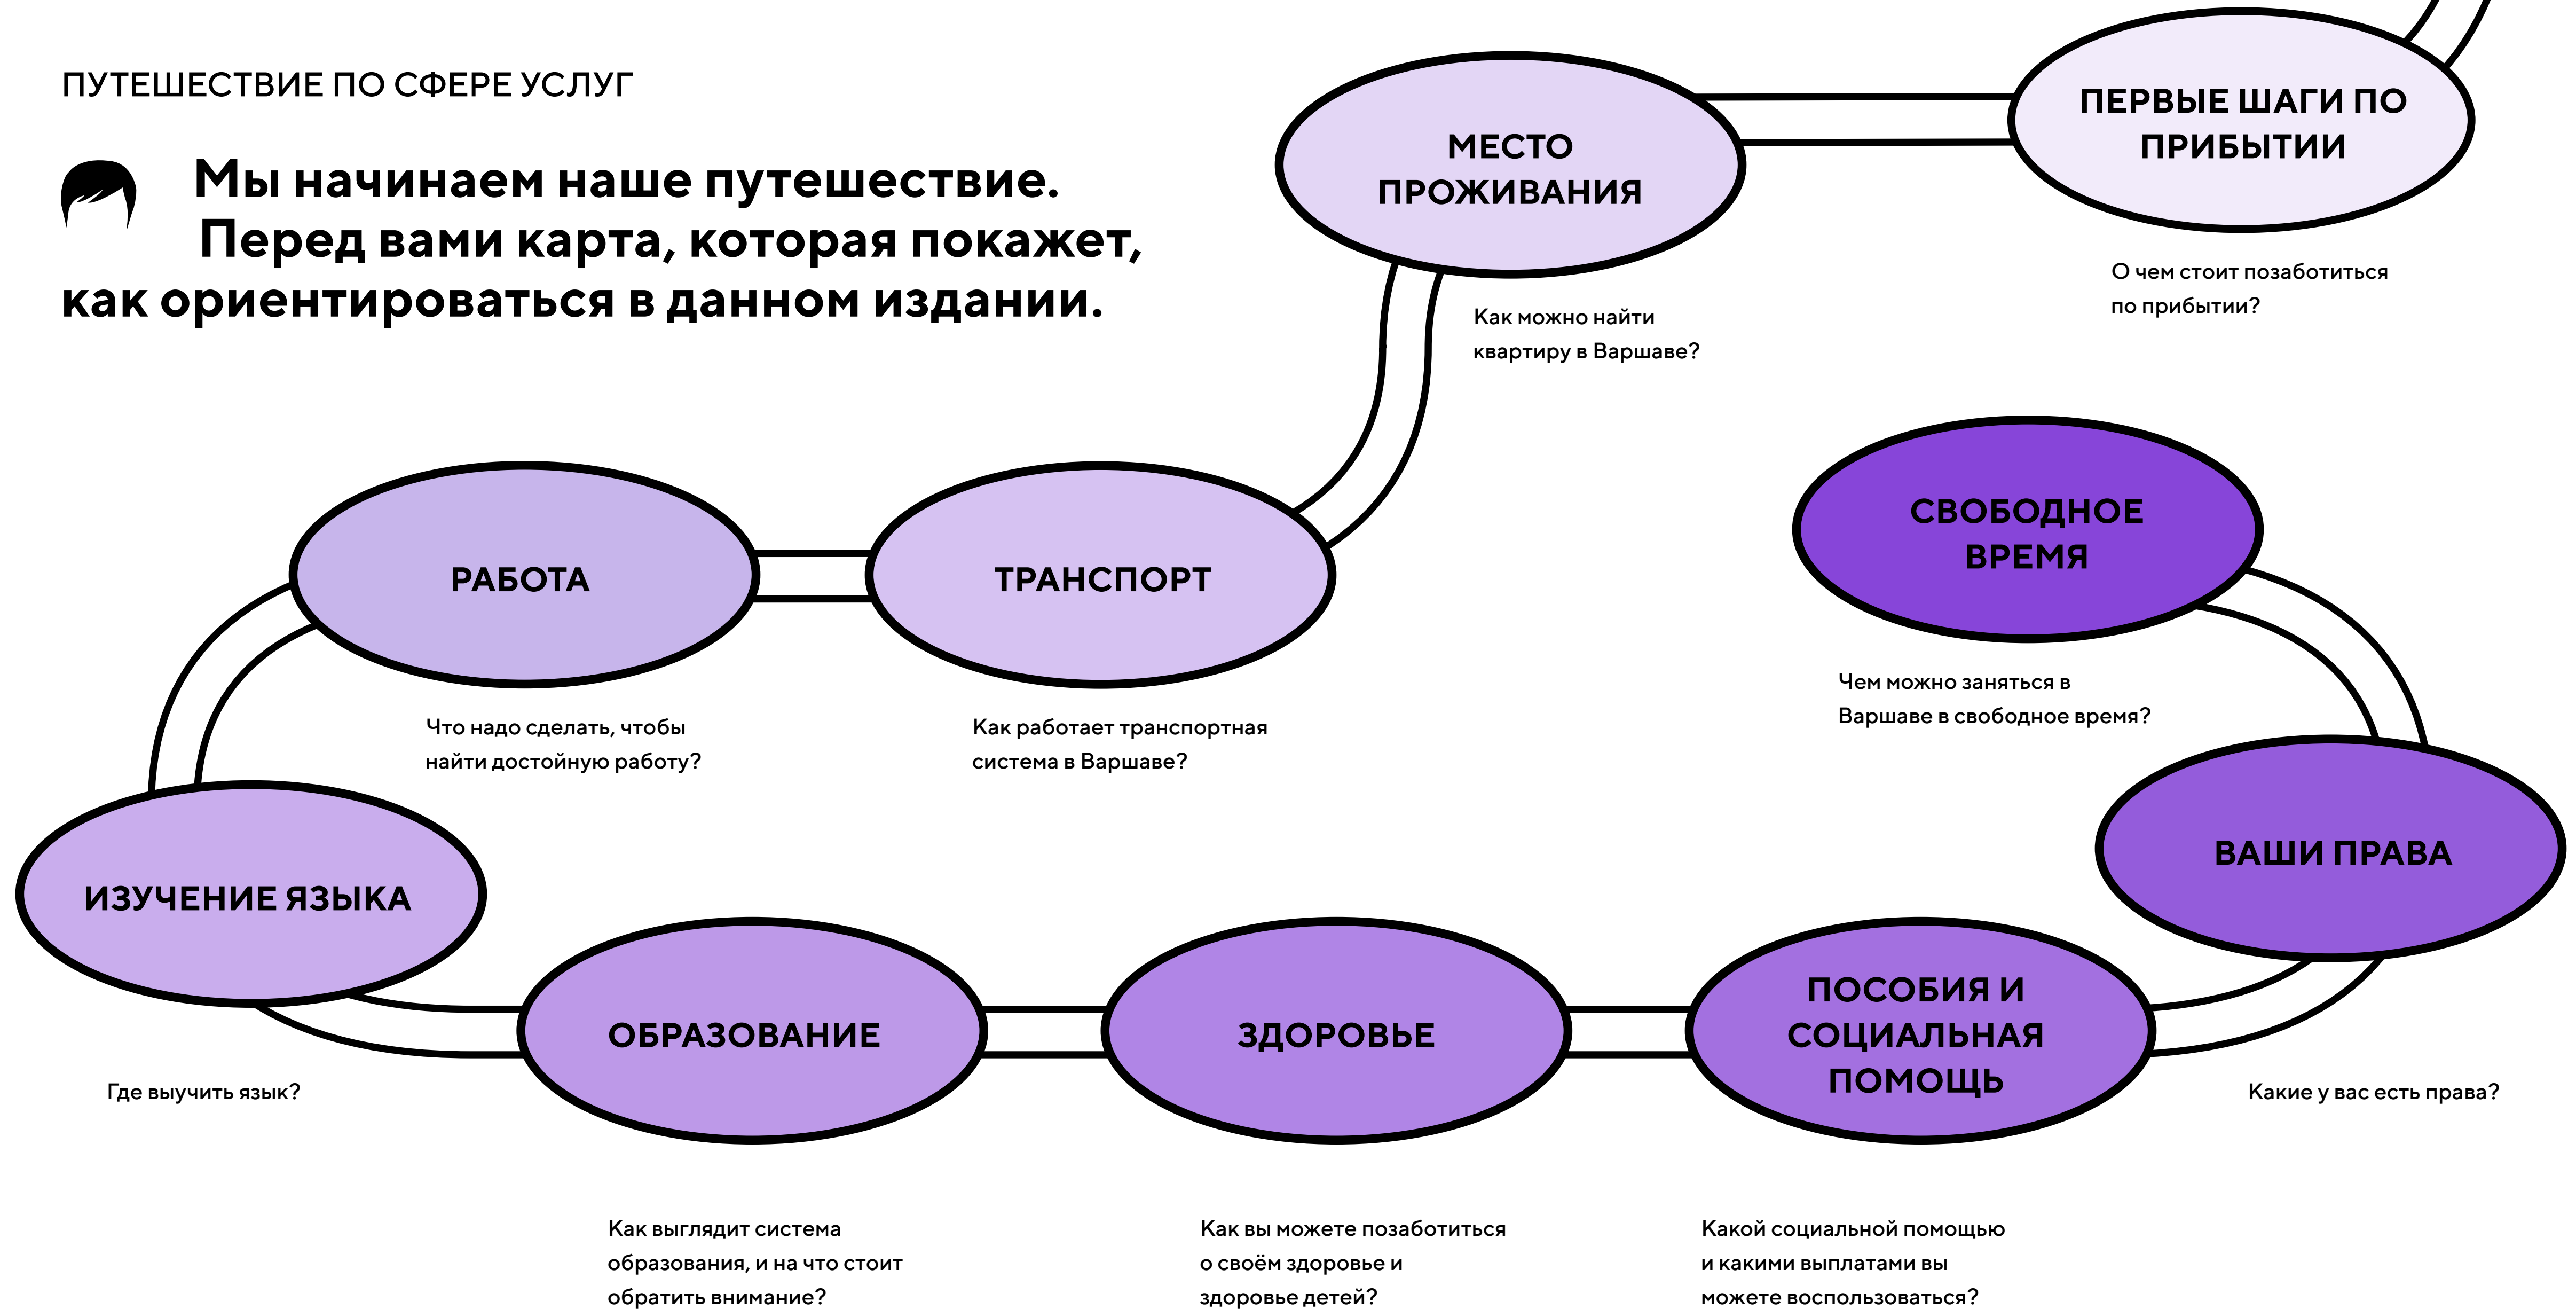 ПУТЕШЕСТВИЕ ПО СФЕРЕ УСЛУГ
Мы начинаем наше путешествие.
Перед вами карта, которая покажет,
как ориентироваться в данном издании.
ПЕРВЫЕ ШАГИ ПО
ПРИБЫТИИ
О чем стоит позаботиться
по прибытии?
МЕСТО
ПРОЖИВАНИЯ
Как можно найти
квартиру в Варшаве?
ТРАНСПОРТ
Как работает транспортная
система в Варшаве?
РАБОТА
Что надо сделать, чтобы
найти достойную работу?
ИЗУЧЕНИЕ ЯЗЫКА
Где выучить язык?
ОБРАЗОВАНИЕ
Как выглядит система
образования, и на что стоит
обратить внимание?
ЗДОРОВЬЕ
Как вы можете позаботиться
о своём здоровье и
здоровье детей?
ПОСОБИЯ И
СОЦИАЛЬНАЯ
ПОМОЩЬ
Какой социальной помощью
и какими выплатами вы
можете воспользоваться?
ВАШИ ПРАВА
Какие у вас есть права?
СВОБОДНОЕ
ВРЕМЯ
Чем можно заняться в
Варшаве в свободное время?